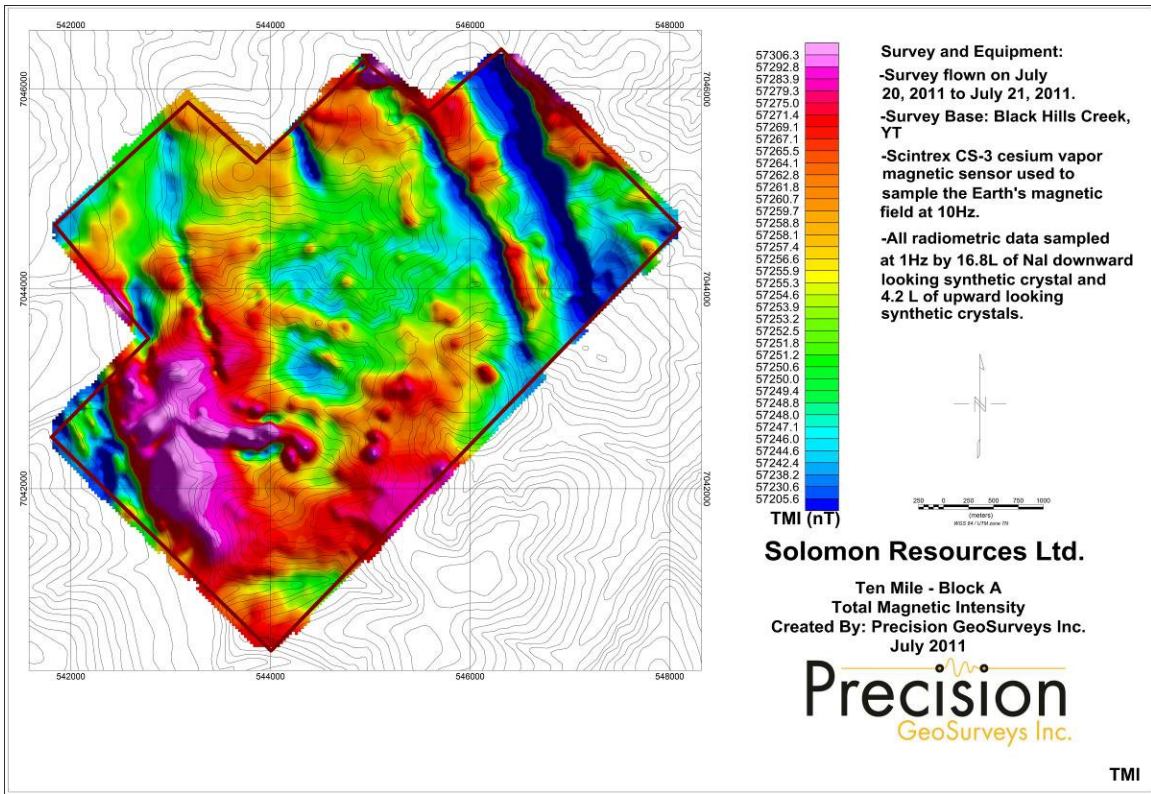 542000 544000 546000 548000
7046000 7046000
7044000 7044000
7042000 7042000
542000 544000 546000 548000
57306.3
57292.8
57283.9
57279.3
57275.0
57271.4
57269.1
57267.1
57265.5
57264.1
57262.8
57261.8
57260.7
57259.7
57258.8
57258.1
57257.4
57256.6
57255.9
57255.3
57254.6
57253.9
57253.2
57252.5
57251.8
57251.2
57250.6
57250.0
57249.4
57248.8
57248.0
57247.1
57246.0
57244.6
57242.4
57238.2
57230.6
57205.6
TMI (nT)
Survey and Equipment:
-Survey flown on July
20, 2011 to July 21, 2011.
-Survey Base: Black Hills Creek,
YT
-Scintrex CS-3 cesium vapor
magnetic sensor used to
sample the Earth's magnetic
field at 10Hz.
-All radiometric data sampled
at 1Hz by 16.8L of NaI downward
looking synthetic crystal and
4.2 L of upward looking
synthetic crystals.
N
250 0 250 500 750 1000
(meters)
Solomon Resources Ltd.
Ten Mile - Block A
Total Magnetic Intensity
Created By: Precision GeoSurveys Inc.
July 2011
Precision
GeoSurveys Inc.
TMI